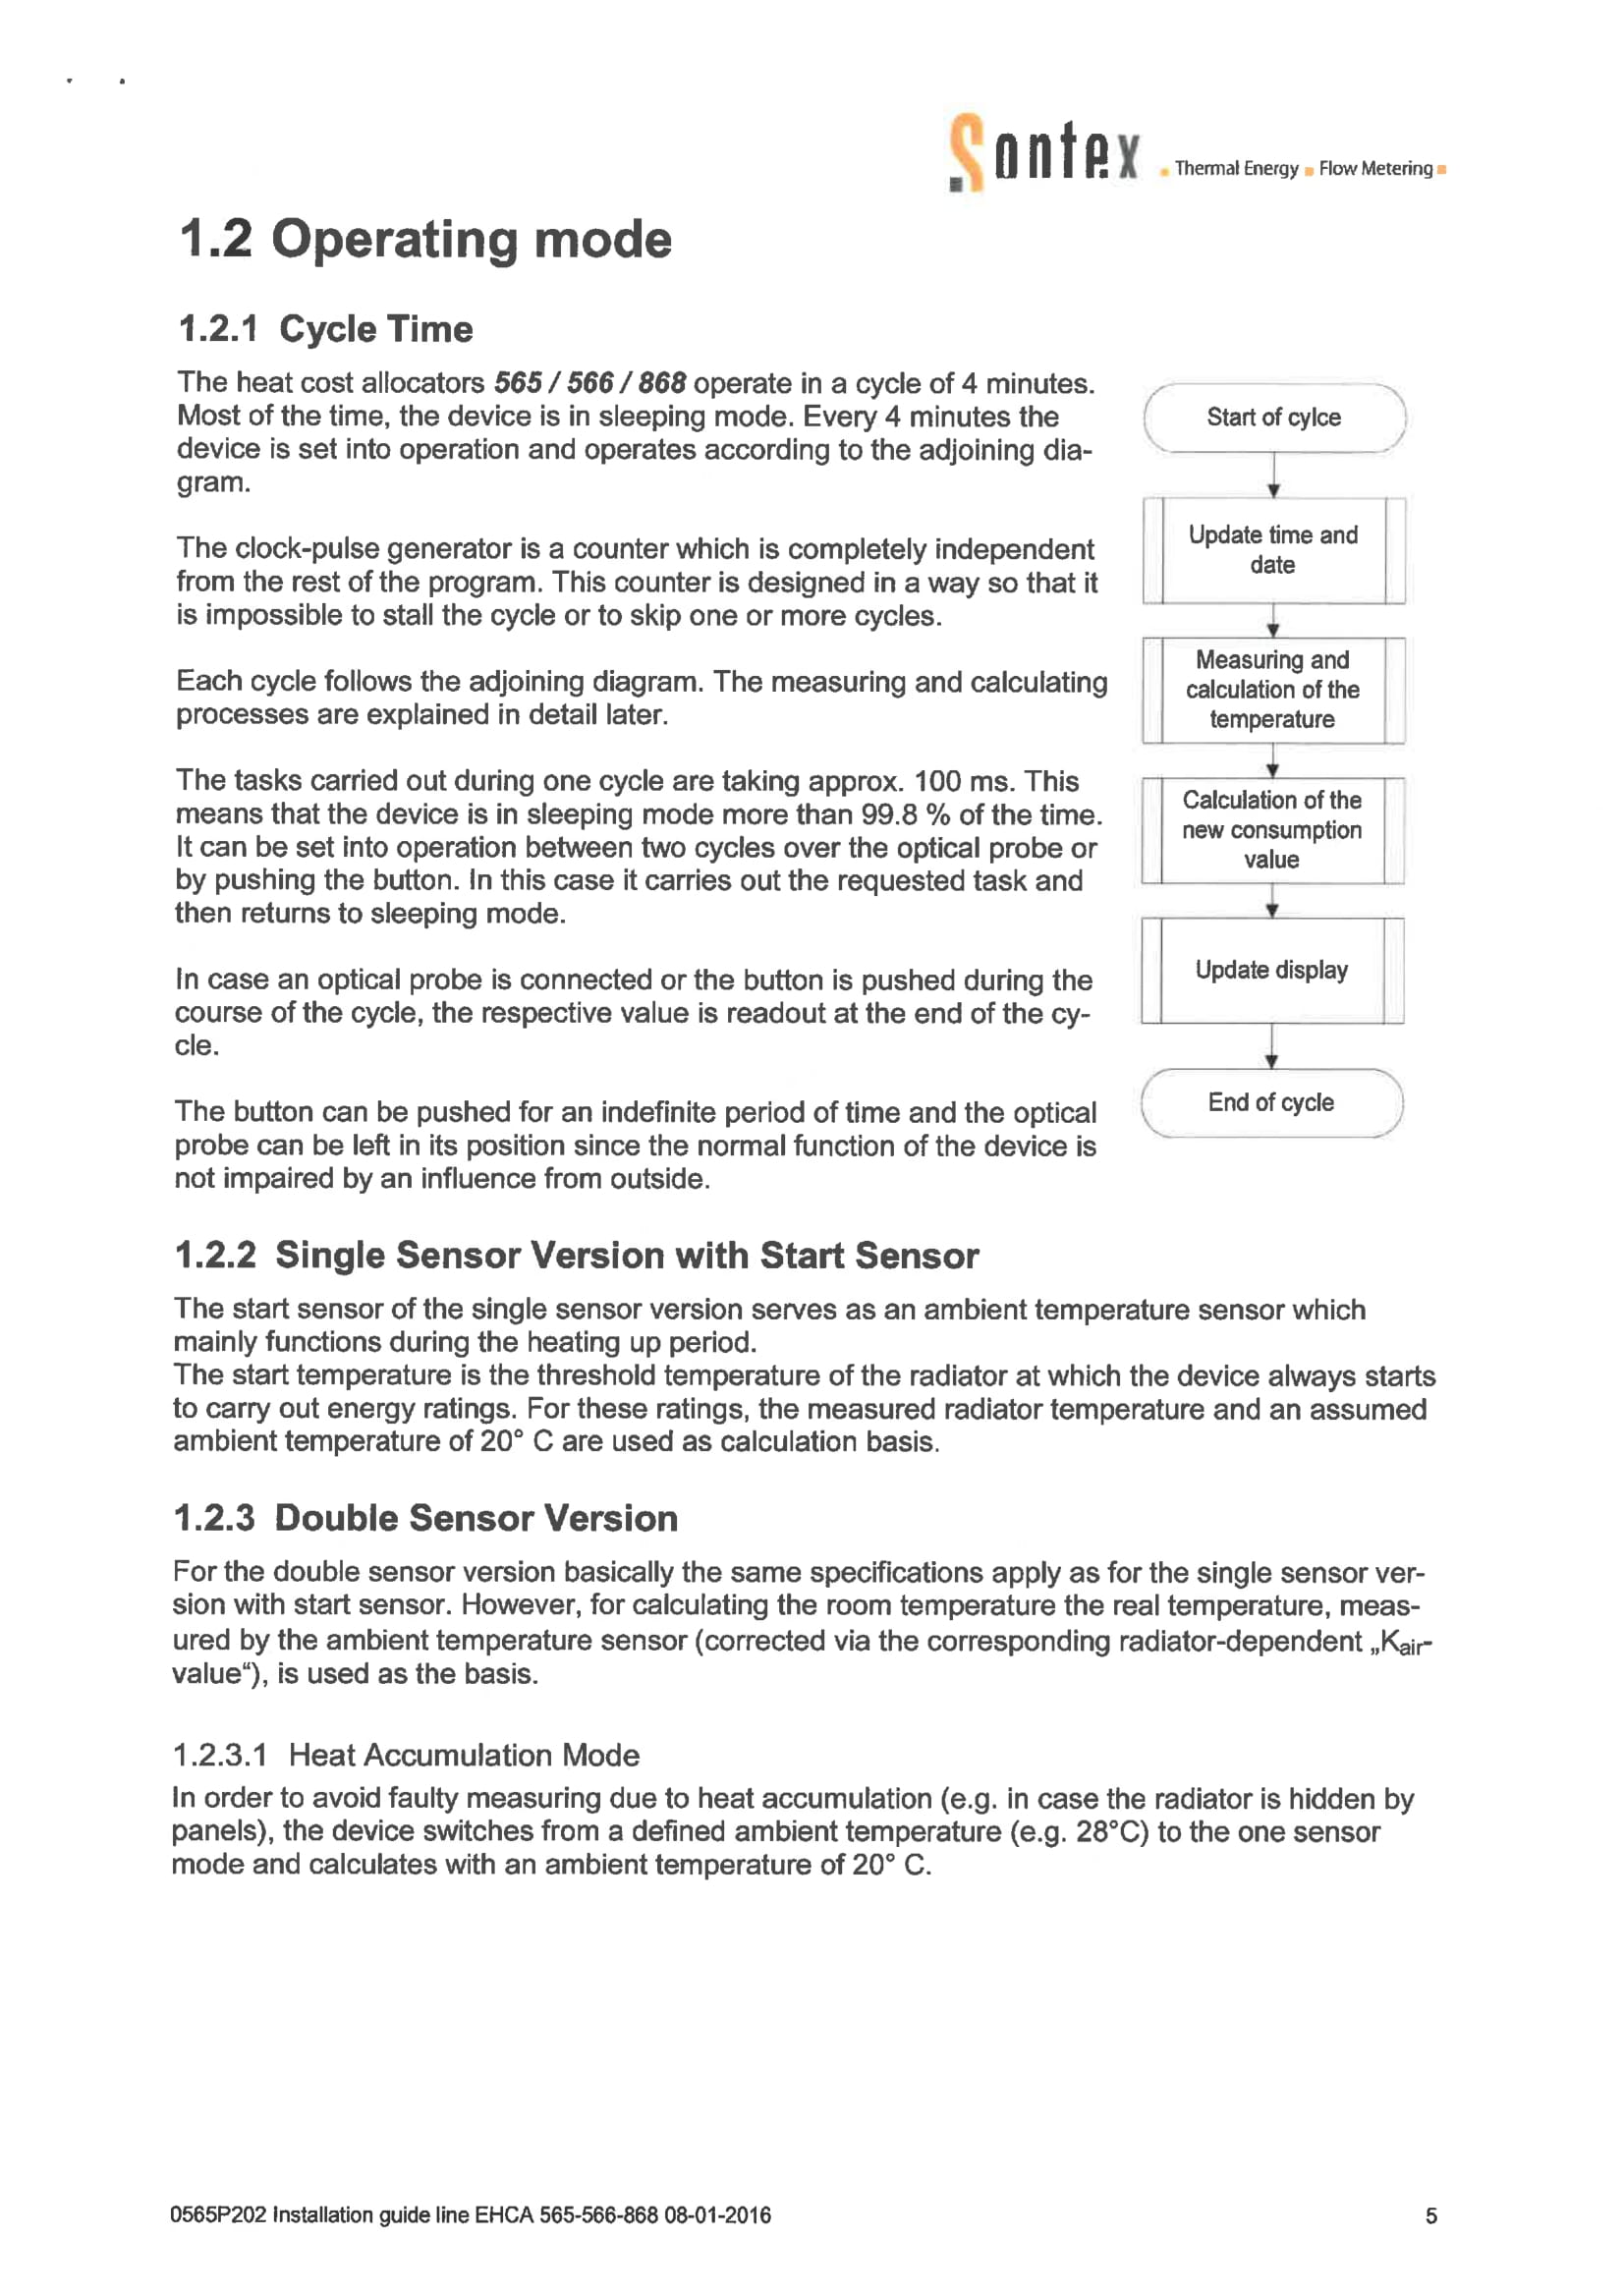 Sontex
Thermal Energy Flow Metering
1.2 Operating mode
1.2.1 Cycle Time
The heat cost allocators 565 / 566 / 868 operate in a cycle of 4 minutes.
Most of the time, the device is in sleeping mode. Every 4 minutes the
device is set into operation and operates according to the adjoining dia-
gram.
The clock-pulse generator is a counter which is completely independent
from the rest of the program. This counter is designed in a way so that it
is impossible to stall the cycle or to skip one or more cycles.
Each cycle follows the adjoining diagram. The measuring and calculating
processes are explained in detail later.
The tasks carried out during one cycle are taking approx. 100 ms. This
means that the device is in sleeping mode more than 99.8 % of the time.
It can be set into operation between two cycles over the optical probe or
by pushing the button. In this case it carries out the requested task and
then returns to sleeping mode.
In case an optical probe is connected or the button is pushed during the
course of the cycle, the respective value is readout at the end of the cy-
cle.
The button can be pushed for an indefinite period of time and the optical
probe can be left in its position since the normal function of the device is
not impaired by an influence from outside.
Start of cylce
Update time and
date
Measuring and
calculation of the
temperature
Calculation of the
new consumption
value
Update display
End of cycle
1.2.2 Single Sensor Version with Start Sensor
The start sensor of the single sensor version serves as an ambient temperature sensor which
mainly functions during the heating up period.
The start temperature is the threshold temperature of the radiator at which the device always starts
to carry out energy ratings. For these ratings, the measured radiator temperature and an assumed
ambient temperature of 20° C are used as calculation basis.
1.2.3 Double Sensor Version
For the double sensor version basically the same specifications apply as for the single sensor ver-
sion with start sensor. However, for calculating the room temperature the real temperature, meas-
ured by the ambient temperature sensor (corrected via the corresponding radiator-dependent „Kair-
value“), is used as the basis.
1.2.3.1 Heat Accumulation Mode
In order to avoid faulty measuring due to heat accumulation (e.g. in case the radiator is hidden by
panels), the device switches from a defined ambient temperature (e.g. 28°C) to the one sensor
mode and calculates with an ambient temperature of 20° C.
0565P202 Installation guide line EHCA 565-566-868 08-01-2016
5